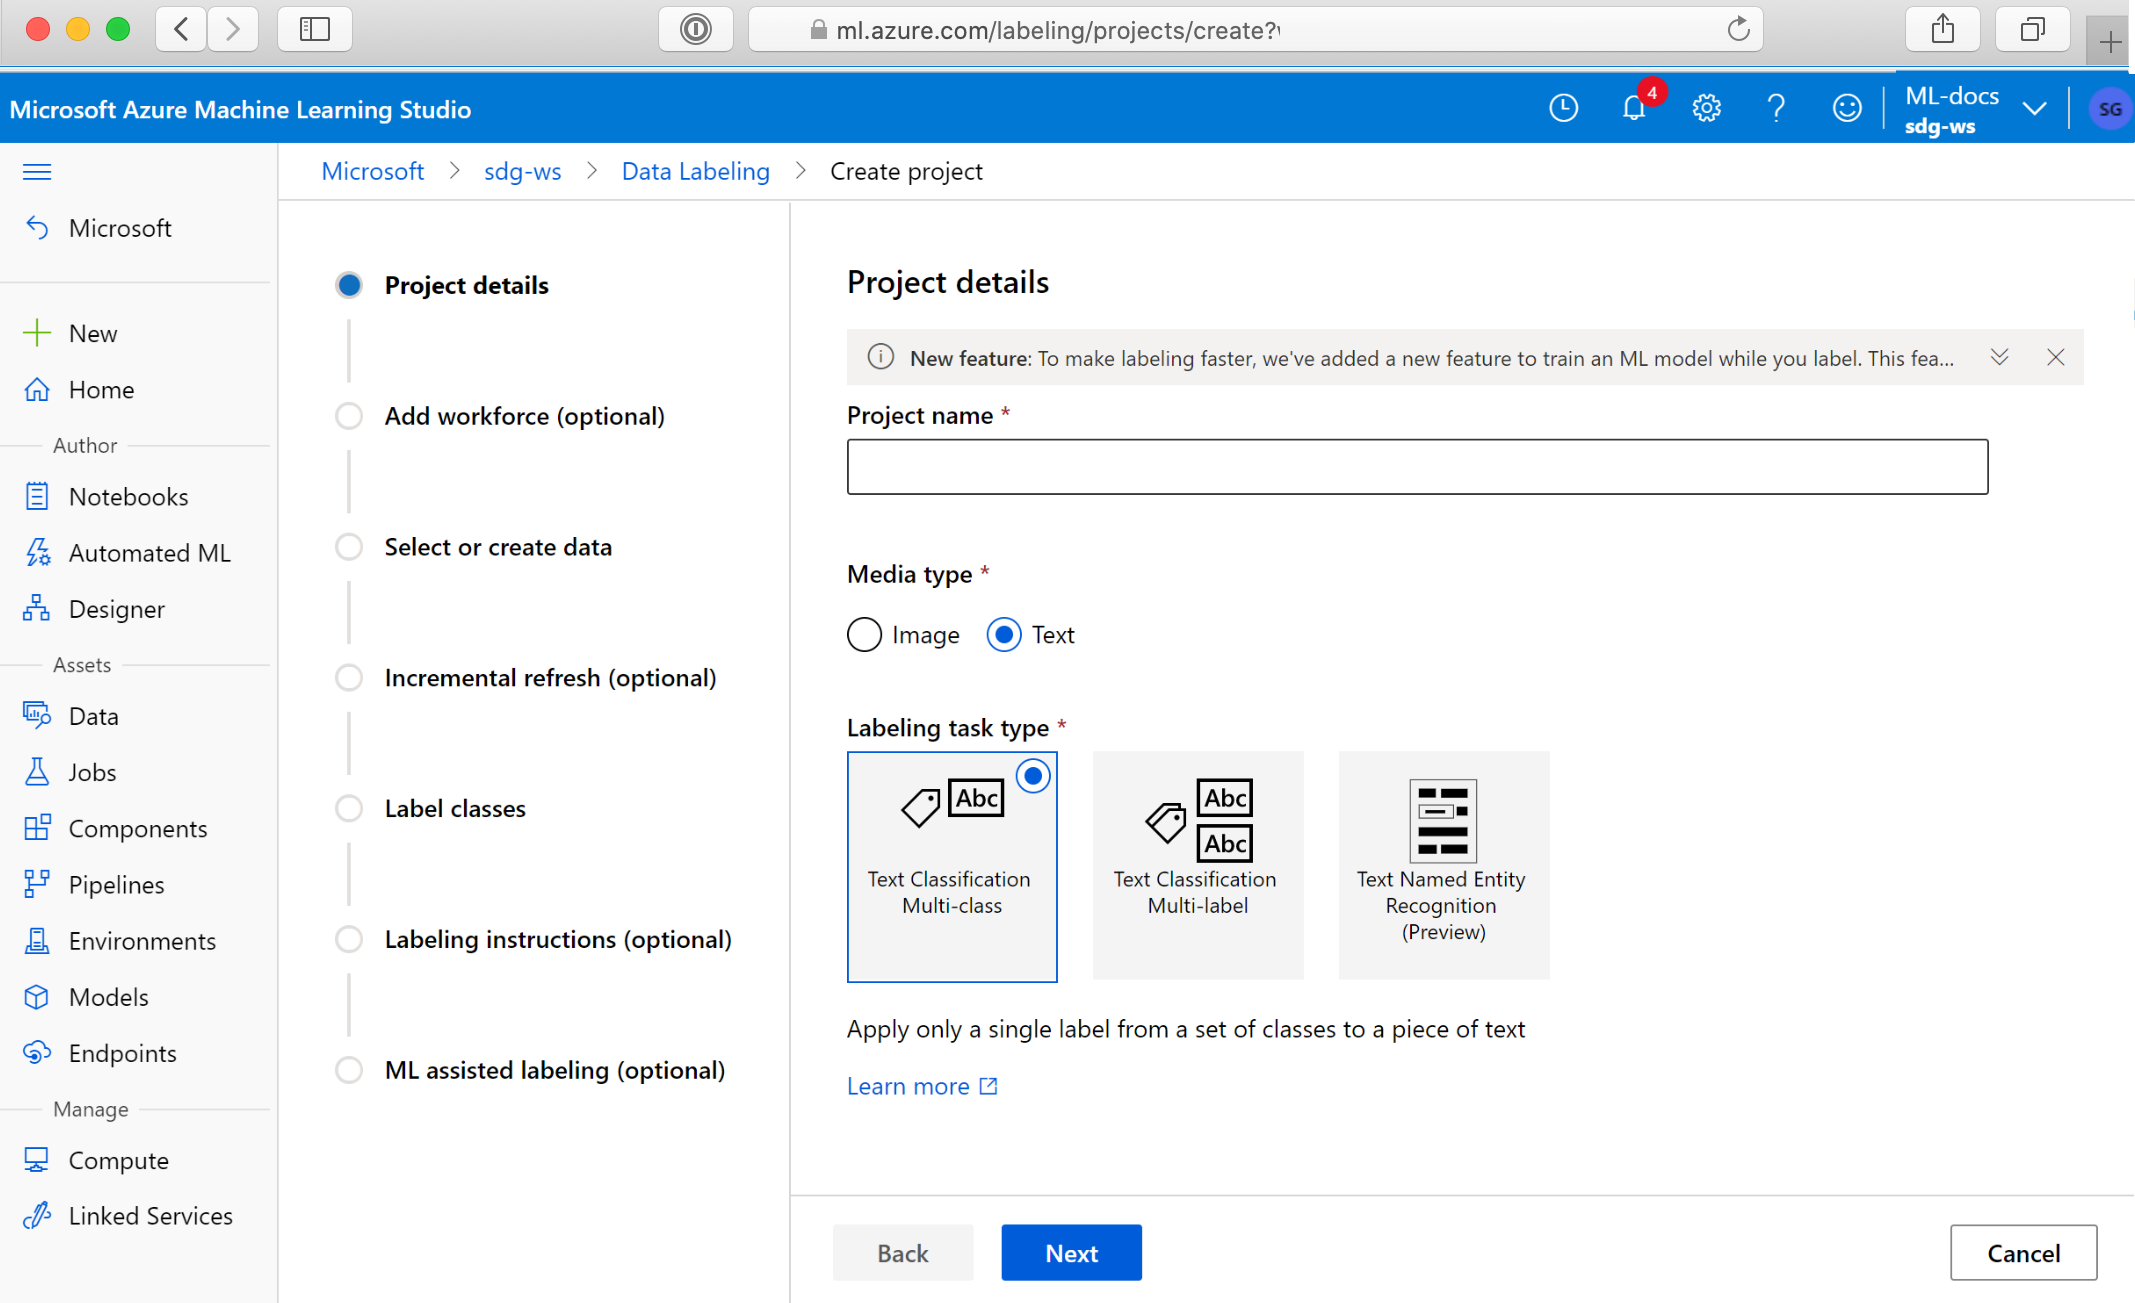 ml.azure.com/labeling/projects/create?
Microsoft Azure Machine Learning Studio
4
ML-docs
sdg-ws
SG
Microsoft > sdg-ws > Data Labeling > Create project
Microsoft
New
Home
Author
Notebooks
Automated ML
Designer
Assets
Data
Jobs
Components
Pipelines
Environments
Models
Endpoints
Manage
Compute
Linked Services
Project details
Add workforce (optional)
Select or create data
Incremental refresh (optional)
Label classes
Labeling instructions (optional)
ML assisted labeling (optional)
Project details
New feature: To make labeling faster, we've added a new feature to train an ML model while you label. This fea...
Project name *
Media type *
Image
Text
Labeling task type *
Abc
Text Classification
Multi-class
Abc
Abc
Text Classification
Multi-label
Text Named Entity
Recognition
(Preview)
Apply only a single label from a set of classes to a piece of text
Learn more
Back
Next
Cancel